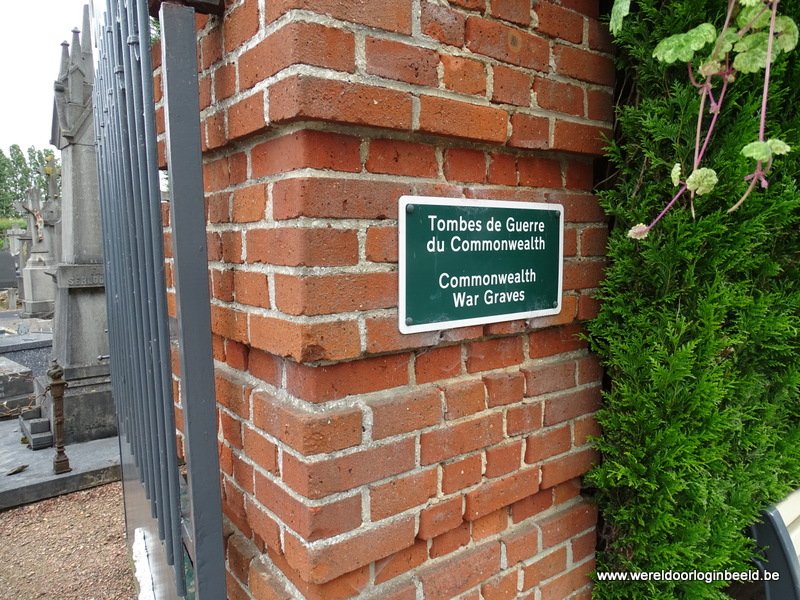 Tombes de Guerre
du Commonwealth
Commonwealth
War Graves
www.wereldoorloginbeeld.be